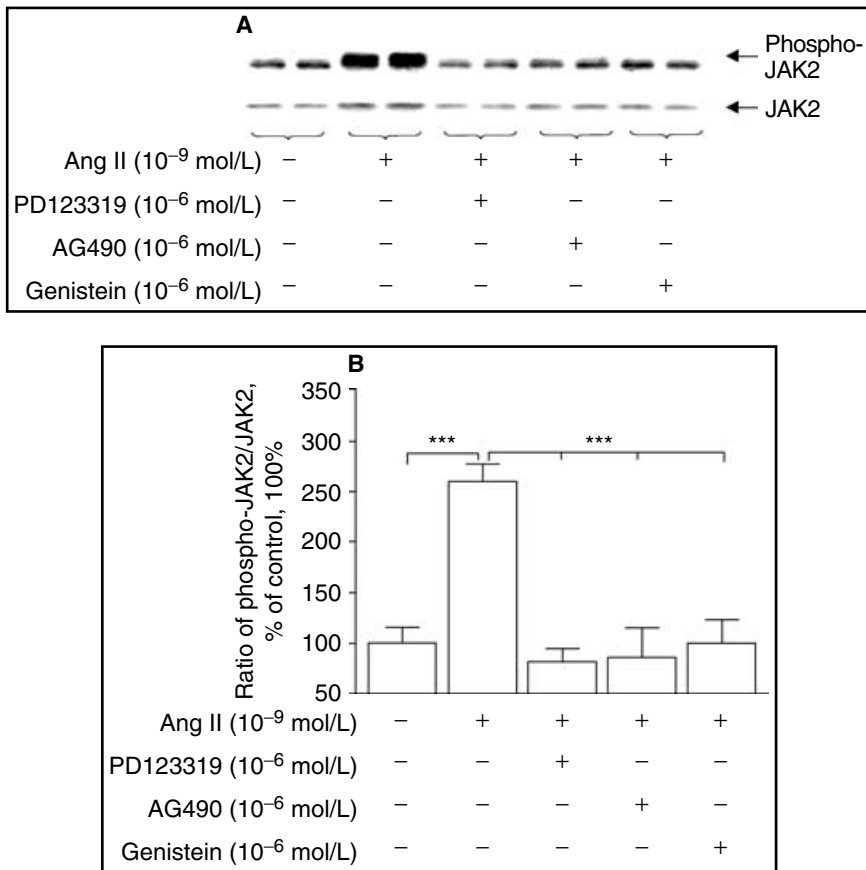 A
Phospho-
JAK2
JAK2
Ang II (10⁻⁹ mol/L) – + + + +
PD123319 (10⁻⁶ mol/L) – – + – –
AG490 (10⁻⁶ mol/L) – – – + –
Genistein (10⁻⁶ mol/L) – – – – +
B
Ratio of phospho-JAK2/JAK2,
% of control, 100%
350
300
250
200
150
100
50
*** ***
Ang II (10⁻⁹ mol/L) – + + + +
PD123319 (10⁻⁶ mol/L) – – + – –
AG490 (10⁻⁶ mol/L) – – – + –
Genistein (10⁻⁶ mol/L) – – – – +